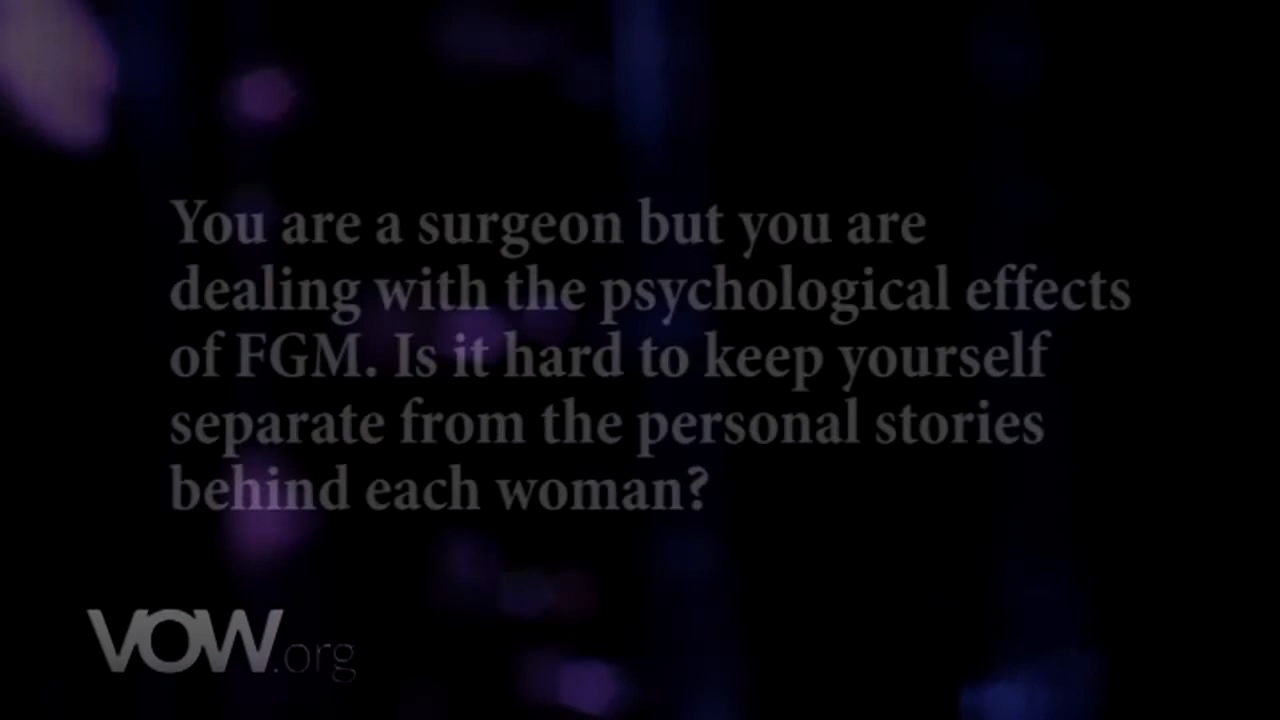 You are a surgeon but you are
dealing with the psychological effects
of FGM. Is it hard to keep yourself
separate from the personal stories
behind each woman?
VOW.org